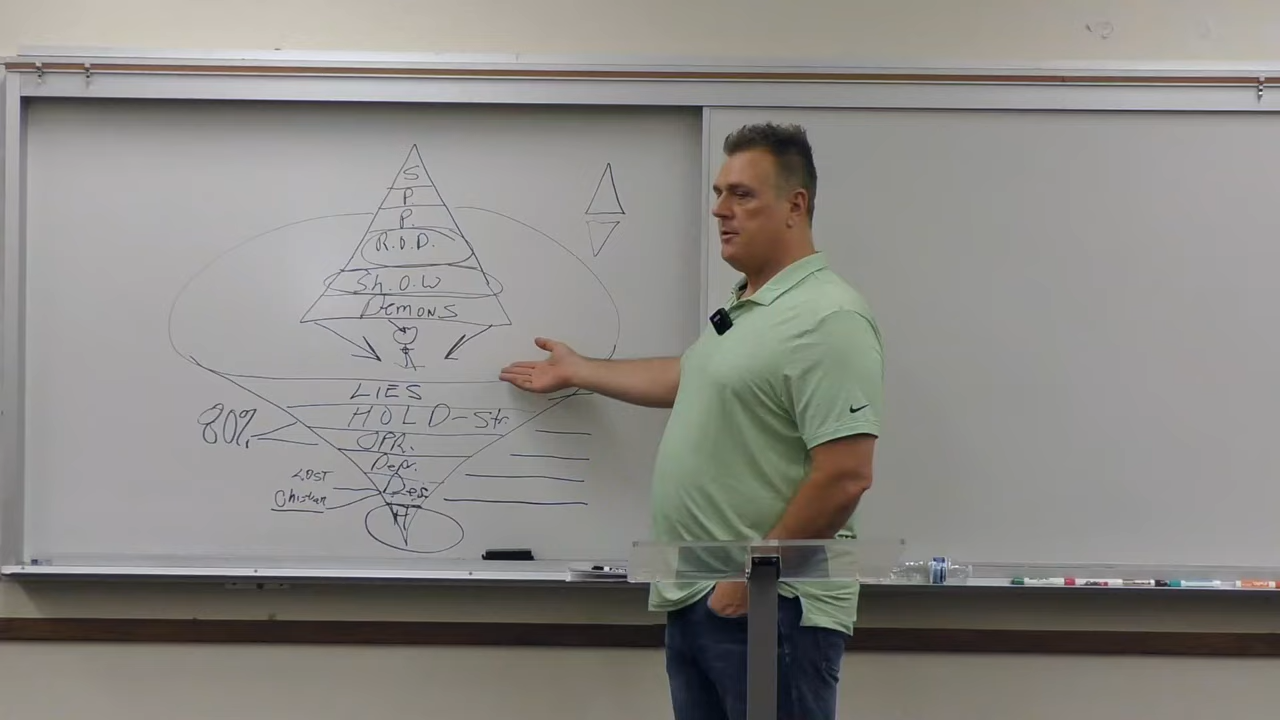 S
P
P.
R.O.D.
Sh.O.W
Demons
LIES
HOLD-Str.
80%
OPR.
Dep.
LOST
Des
Christian
H